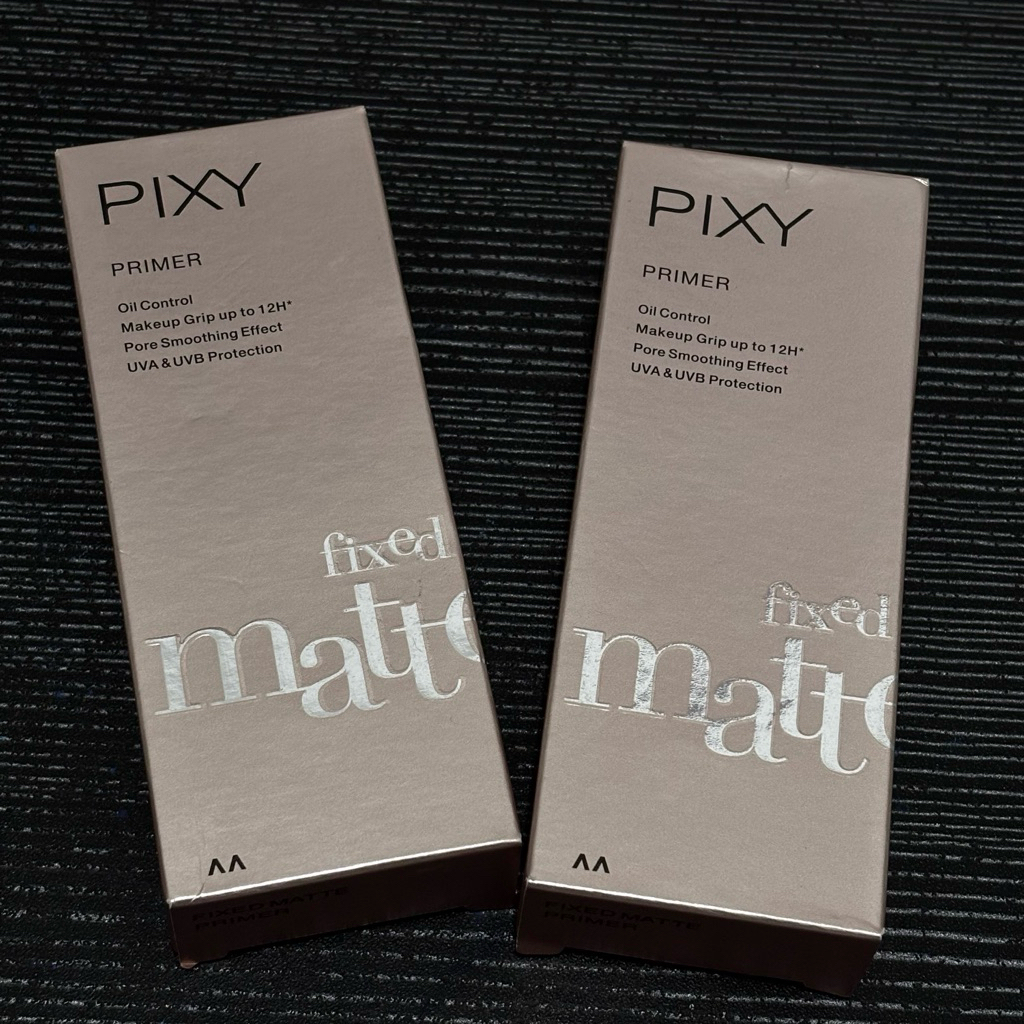 PIXY
PRIMER
Oil Control
Makeup Grip up to 12H*
Pore Smoothing Effect
UVA & UVB Protection
fixed
matte
FIXED MATTE
PRIMER
PIXY
PRIMER
Oil Control
Makeup Grip up to 12H*
Pore Smoothing Effect
UVA & UVB Protection
fixed
matte
FIXED MATTE
PRIMER